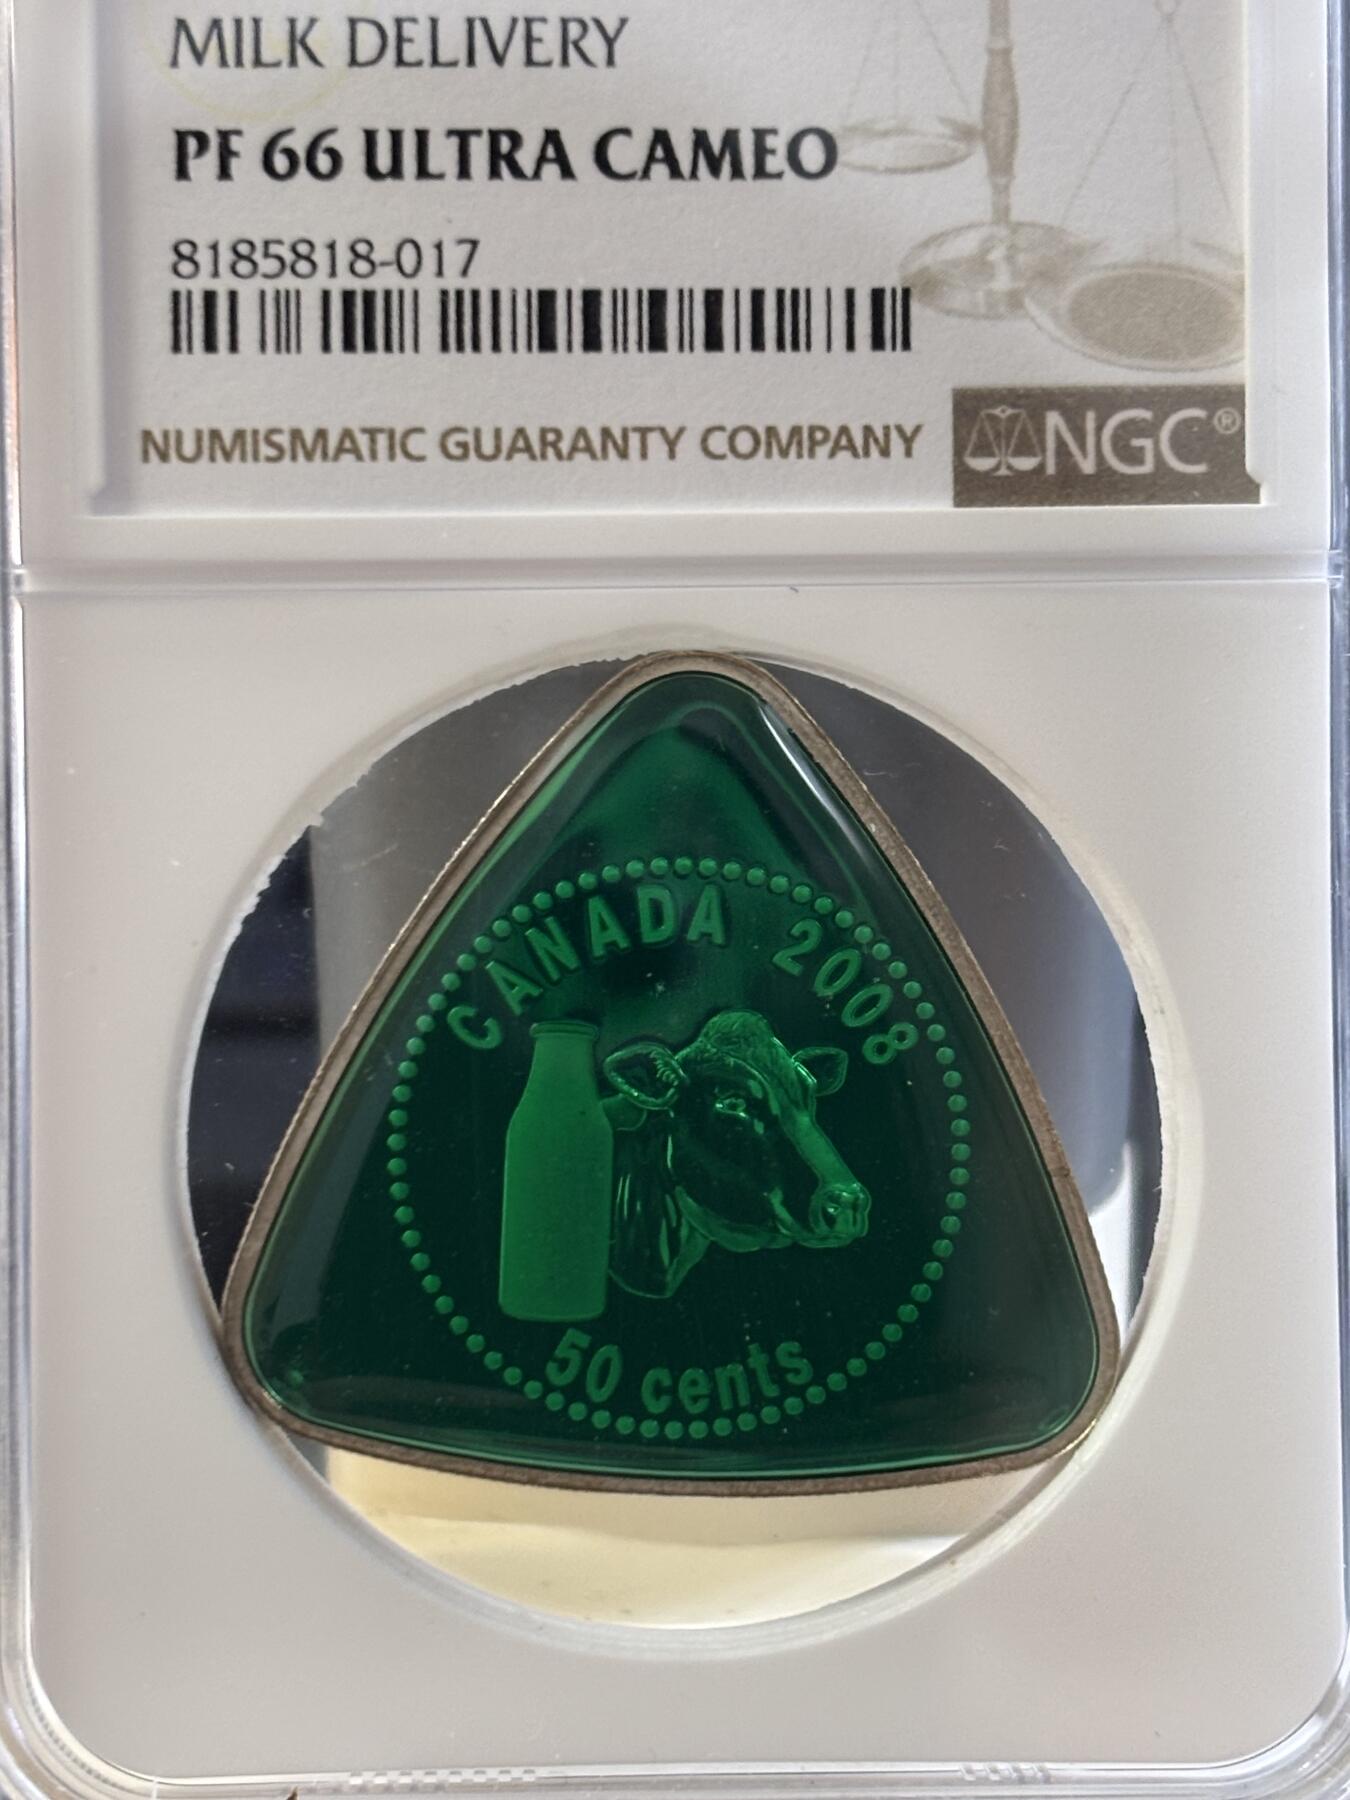 MILK DELIVERY
PF 66 ULTRA CAMEO
8185818-017
NUMISMATIC GUARANTY COMPANY
NGC®
CANADA 2008
50 cents